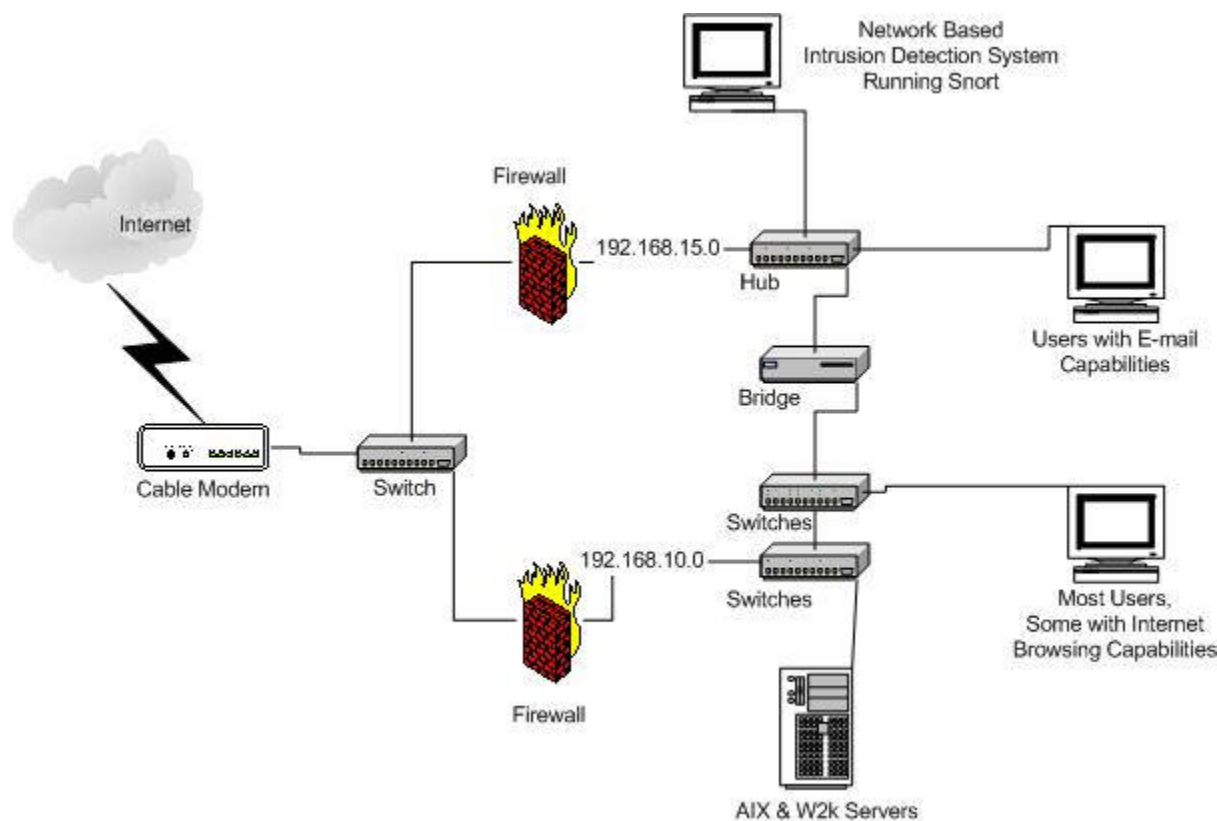 Network Based
Intrusion Detection System
Running Snort
Firewall
Internet
192.168.15.0
Hub
Users with E-mail
Capabilities
Bridge
Cable Modem
Switch
Switches
192.168.10.0
Switches
Most Users,
Some with Internet
Browsing Capabilities
Firewall
AIX & W2k Servers